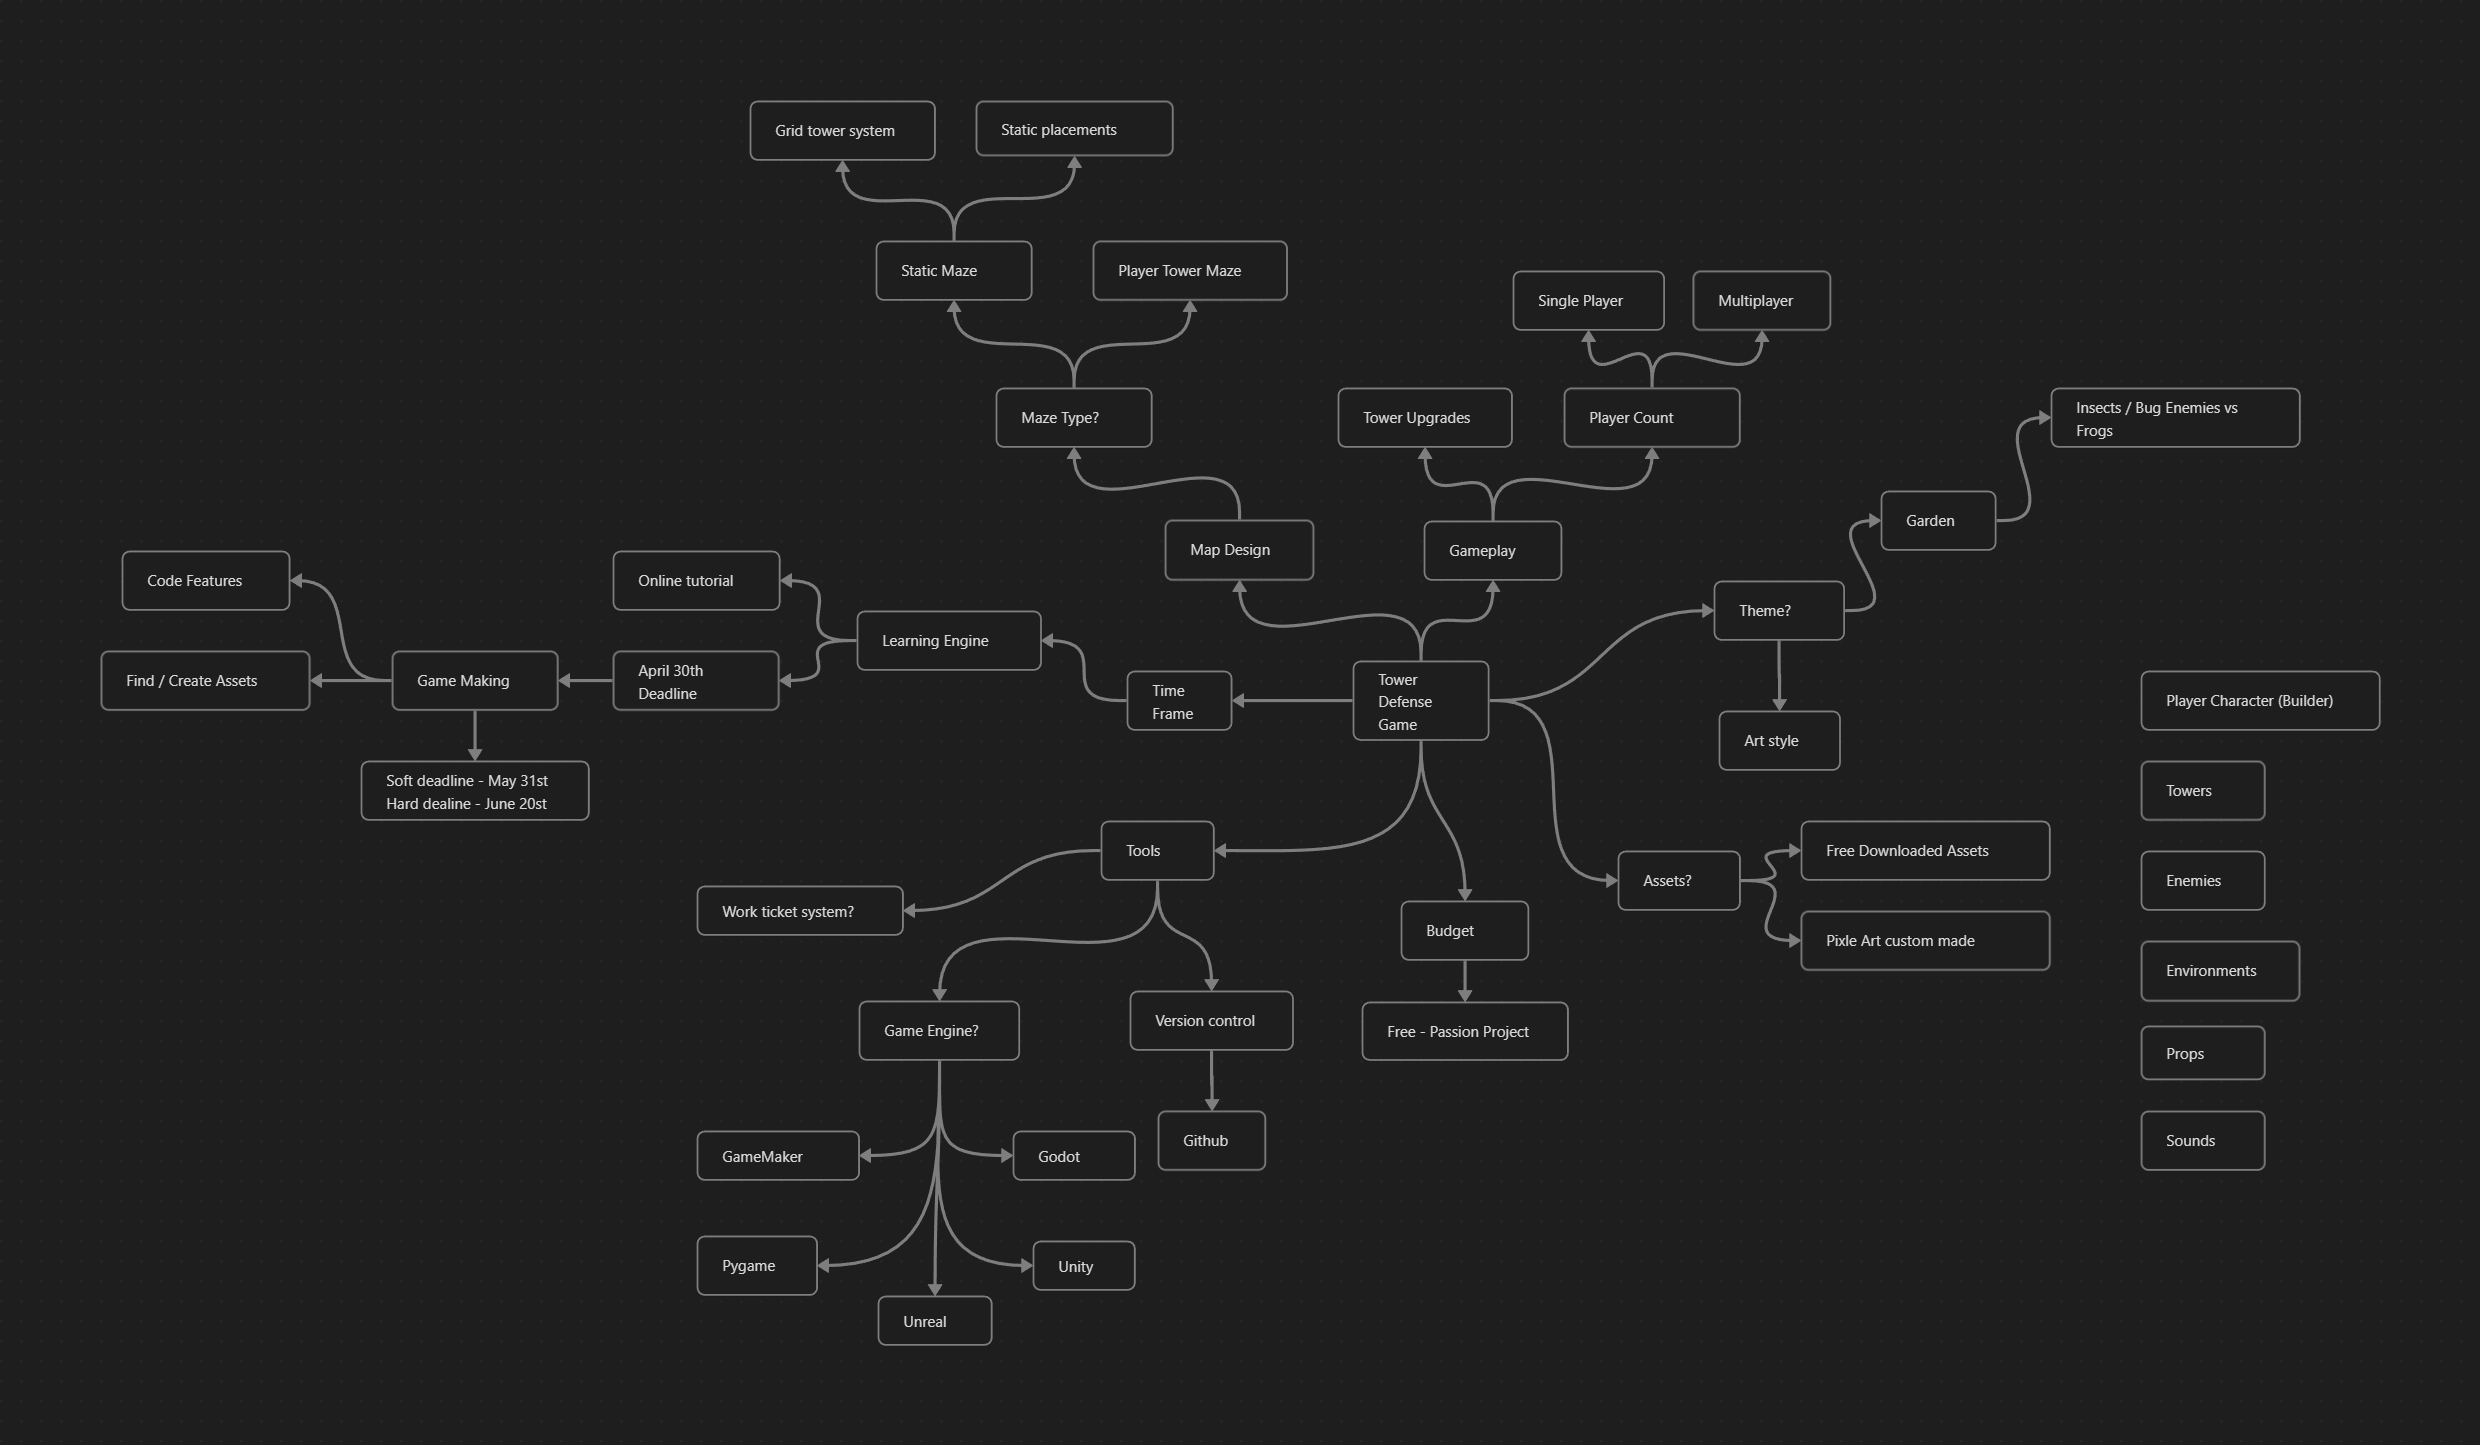 Grid tower system
Static placements
Static Maze
Player Tower Maze
Single Player
Multiplayer
Maze Type?
Tower Upgrades
Player Count
Insects / Bug Enemies vs
Frogs
Garden
Map Design
Gameplay
Code Features
Online tutorial
Theme?
Learning Engine
Find / Create Assets
Game Making
April 30th
Deadline
Time
Frame
Tower
Defense
Game
Player Character (Builder)
Art style
Soft deadline - May 31st
Hard dealine - June 20st
Towers
Tools
Free Downloaded Assets
Assets?
Enemies
Work ticket system?
Budget
Pixle Art custom made
Environments
Game Engine?
Version control
Free - Passion Project
Props
GameMaker
Godot
Github
Sounds
Pygame
Unity
Unreal